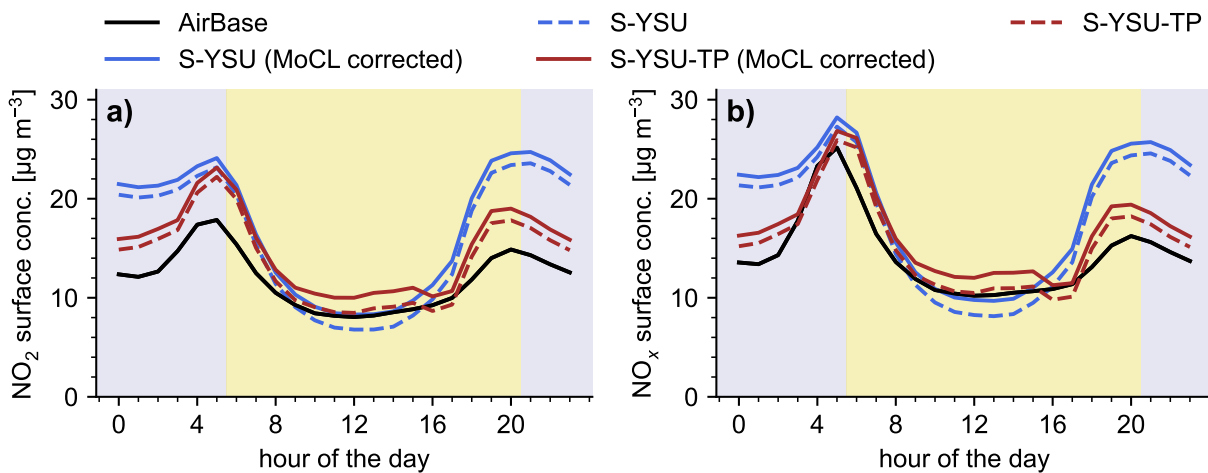 AirBase
S-YSU
S-YSU-TP
S-YSU (MoCL corrected)
S-YSU-TP (MoCL corrected)
a)
NO₂ surface conc. [µg m⁻³]
30
20
10
0
0 4 8 12 16 20
hour of the day
b)
NOₓ surface conc. [µg m⁻³]
30
20
10
0
0 4 8 12 16 20
hour of the day